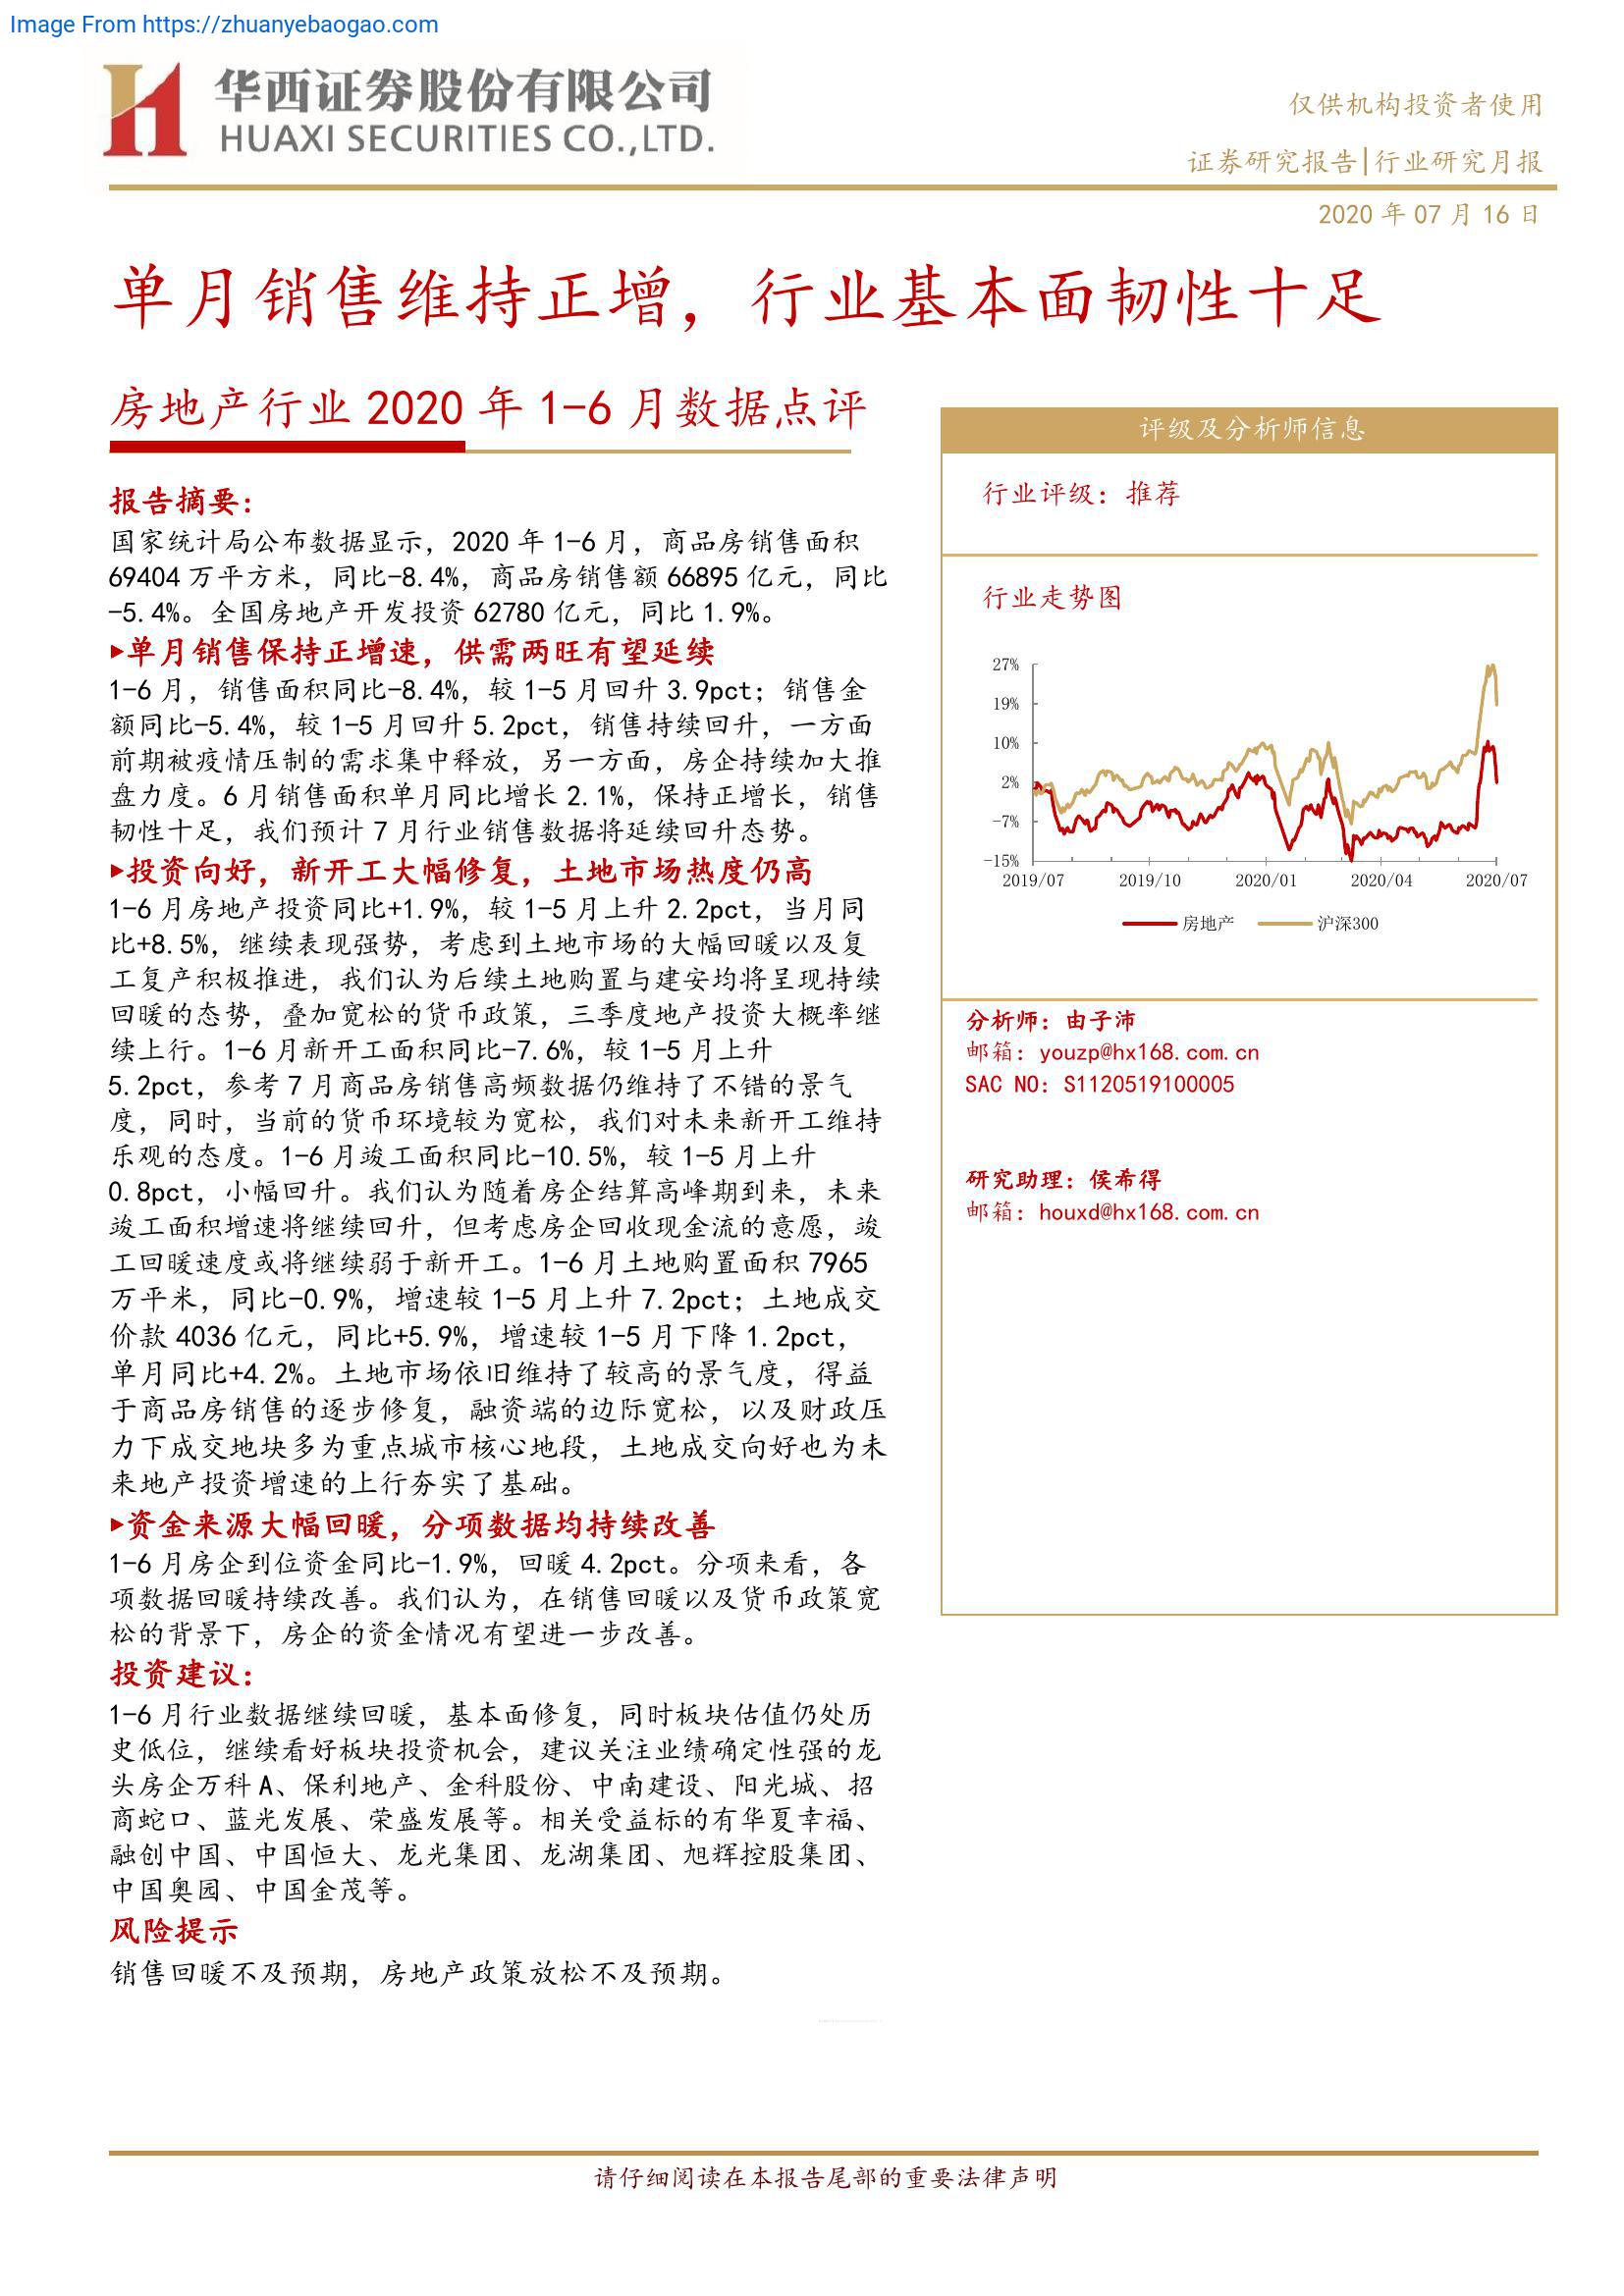 Image From https://zhuanyebaogao.com
华西证券股份有限公司
HUAXI SECURITIES CO.,LTD.
仅供机构投资者使用
证券研究报告|行业研究月报
2020 年 07 月 16 日
单月销售维持正增，行业基本面韧性十足
房地产行业 2020 年 1-6 月数据点评
报告摘要：
国家统计局公布数据显示，2020 年 1-6 月，商品房销售面积
69404 万平方米，同比-8.4%，商品房销售额 66895 亿元，同比
-5.4%。全国房地产开发投资 62780 亿元，同比 1.9%。
▸单月销售保持正增速，供需两旺有望延续
1-6 月，销售面积同比-8.4%，较 1-5 月回升 3.9pct；销售金
额同比-5.4%，较 1-5 月回升 5.2pct，销售持续回升，一方面
前期被疫情压制的需求集中释放，另一方面，房企持续加大推
盘力度。6 月销售面积单月同比增长 2.1%，保持正增长，销售
韧性十足，我们预计 7 月行业销售数据将延续回升态势。
▸投资向好，新开工大幅修复，土地市场热度仍高
1-6 月房地产投资同比+1.9%，较 1-5 月上升 2.2pct，当月同
比+8.5%，继续表现强势，考虑到土地市场的大幅回暖以及复
工复产积极推进，我们认为后续土地购置与建安均将呈现持续
回暖的态势，叠加宽松的货币政策，三季度地产投资大概率继
续上行。1-6 月新开工面积同比-7.6%，较 1-5 月上升
5.2pct，参考 7 月商品房销售高频数据仍维持了不错的景气
度，同时，当前的货币环境较为宽松，我们对未来新开工维持
乐观的态度。1-6 月竣工面积同比-10.5%，较 1-5 月上升
0.8pct，小幅回升。我们认为随着房企结算高峰期到来，未来
竣工面积增速将继续回升，但考虑房企回收现金流的意愿，竣
工回暖速度或将继续弱于新开工。1-6 月土地购置面积 7965
万平米，同比-0.9%，增速较 1-5 月上升 7.2pct；土地成交
价款 4036 亿元，同比+5.9%，增速较 1-5 月下降 1.2pct，
单月同比+4.2%。土地市场依旧维持了较高的景气度，得益
于商品房销售的逐步修复，融资端的边际宽松，以及财政压
力下成交地块多为重点城市核心地段，土地成交向好也为未
来地产投资增速的上行夯实了基础。
▸资金来源大幅回暖，分项数据均持续改善
1-6 月房企到位资金同比-1.9%，回暖 4.2pct。分项来看，各
项数据回暖持续改善。我们认为，在销售回暖以及货币政策宽
松的背景下，房企的资金情况有望进一步改善。
投资建议：
1-6 月行业数据继续回暖，基本面修复，同时板块估值仍处历
史低位，继续看好板块投资机会，建议关注业绩确定性强的龙
头房企万科 A、保利地产、金科股份、中南建设、阳光城、招
商蛇口、蓝光发展、荣盛发展等。相关受益标的有华夏幸福、
融创中国、中国恒大、龙光集团、龙湖集团、旭辉控股集团、
中国奥园、中国金茂等。
风险提示
销售回暖不及预期，房地产政策放松不及预期。
评级及分析师信息
行业评级：推荐
行业走势图
27%
19%
10%
2%
-7%
-15%
2019/07 2019/10 2020/01 2020/04 2020/07
房地产 沪深300
分析师：由子沛
邮箱：youzp@hx168.com.cn
SAC NO：S1120519100005
研究助理：侯希得
邮箱：houxd@hx168.com.cn
请仔细阅读在本报告尾部的重要法律声明